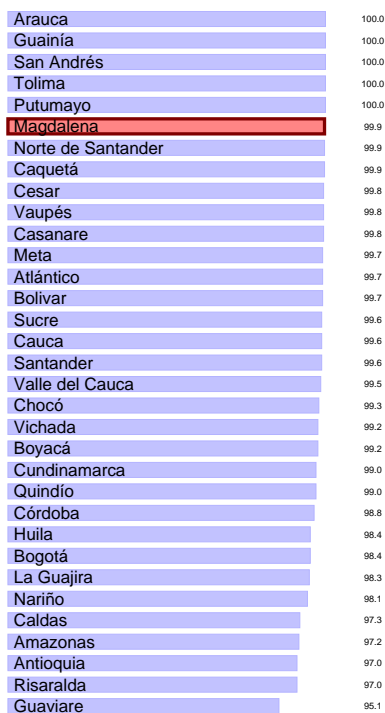 Arauca 100.0
Guainía 100.0
San Andrés 100.0
Tolima 100.0
Putumayo 100.0
Magdalena 99.9
Norte de Santander 99.9
Caquetá 99.9
Cesar 99.8
Vaupés 99.8
Casanare 99.8
Meta 99.7
Atlántico 99.7
Bolivar 99.7
Sucre 99.6
Cauca 99.6
Santander 99.6
Valle del Cauca 99.5
Chocó 99.3
Vichada 99.2
Boyacá 99.2
Cundinamarca 99.0
Quindío 99.0
Córdoba 98.8
Huila 98.4
Bogotá 98.4
La Guajira 98.3
Nariño 98.1
Caldas 97.3
Amazonas 97.2
Antioquia 97.0
Risaralda 97.0
Guaviare 95.1